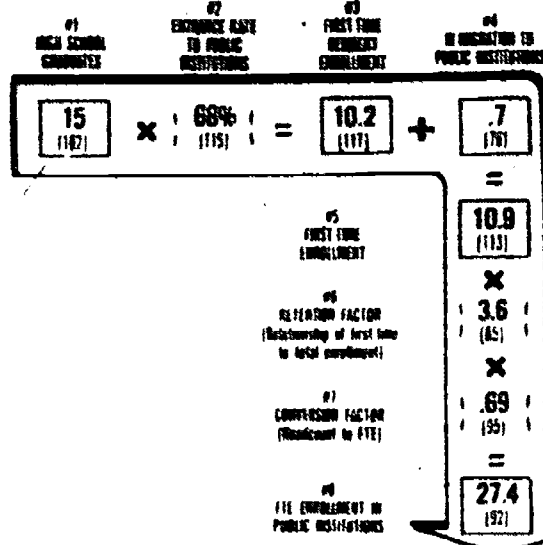 #1
HIGH SCHOOL
GRADUATES
#2
ENTRANCE RATE
TO PUBLIC
INSTITUTIONS
#3
FIRST TIME
RESIDENT
ENROLLMENT
#4
IN MIGRATION TO
PUBLIC INSTITUTIONS
15
× 68% = 10.2 + .7
(115)
(117)
=
#5
FIRST TIME
ENROLLMENT
10.9
(113)
×
#6
RETENTION FACTOR
(Relationship of first time
to total enrollment)
3.6
(85)
×
#7
CONVERSION FACTOR
(Headcount to FTE)
.69
(95)
=
#8
FTE ENROLLMENT IN
PUBLIC INSTITUTIONS
27.4
(92)